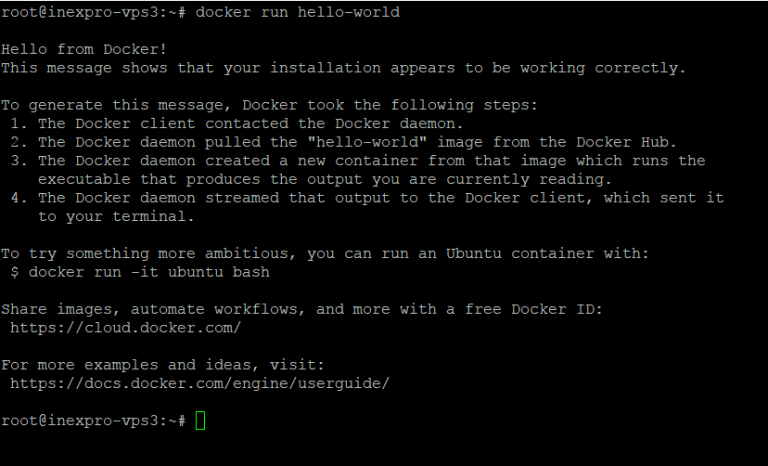 root@inexpro-vps3:~# docker run hello-world
Hello from Docker!
This message shows that your installation appears to be working correctly.
To generate this message, Docker took the following steps:
1. The Docker client contacted the Docker daemon.
2. The Docker daemon pulled the "hello-world" image from the Docker Hub.
3. The Docker daemon created a new container from that image which runs the
executable that produces the output you are currently reading.
4. The Docker daemon streamed that output to the Docker client, which sent it
to your terminal.
To try something more ambitious, you can run an Ubuntu container with:
$ docker run -it ubuntu bash
Share images, automate workflows, and more with a free Docker ID:
https://cloud.docker.com/
For more examples and ideas, visit:
https://docs.docker.com/engine/userguide/
root@inexpro-vps3:~#